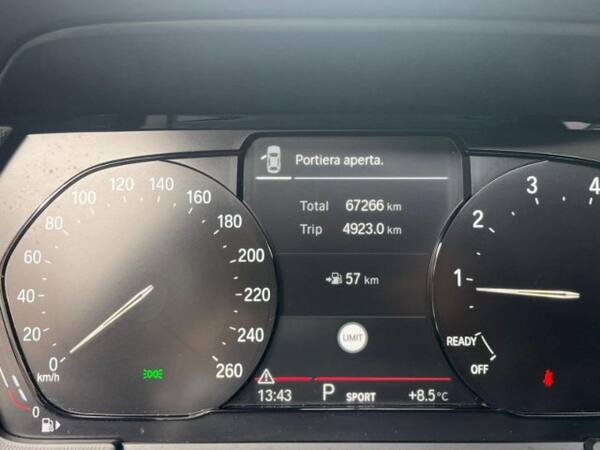 Portiera aperta.
Total 67266 km
Trip 4923.0 km
57 km
LIMIT
13:43 P SPORT +8.5°C
0 20 40 60 80 100 120 140 160 180 200 220 240 260
km/h
0
1 2 3 4
READY
OFF